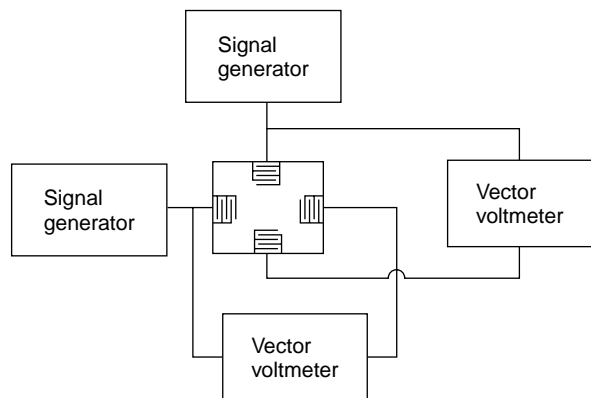 Signal
generator
Signal
generator
Vector
voltmeter
Vector
voltmeter